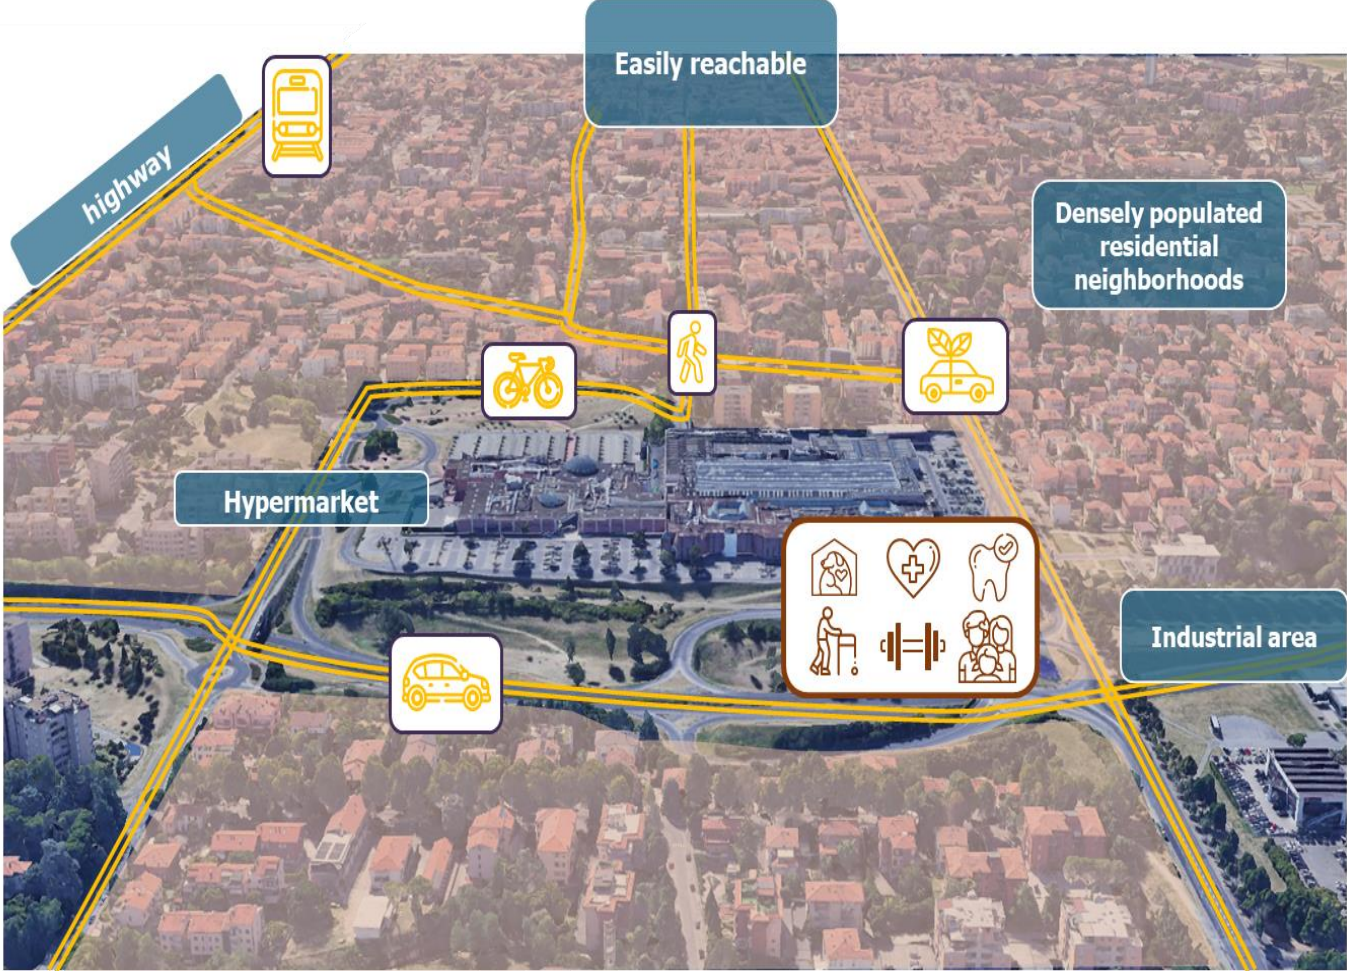 Easily reachable
highway
Densely populated
residential
neighborhoods
Hypermarket
Industrial area